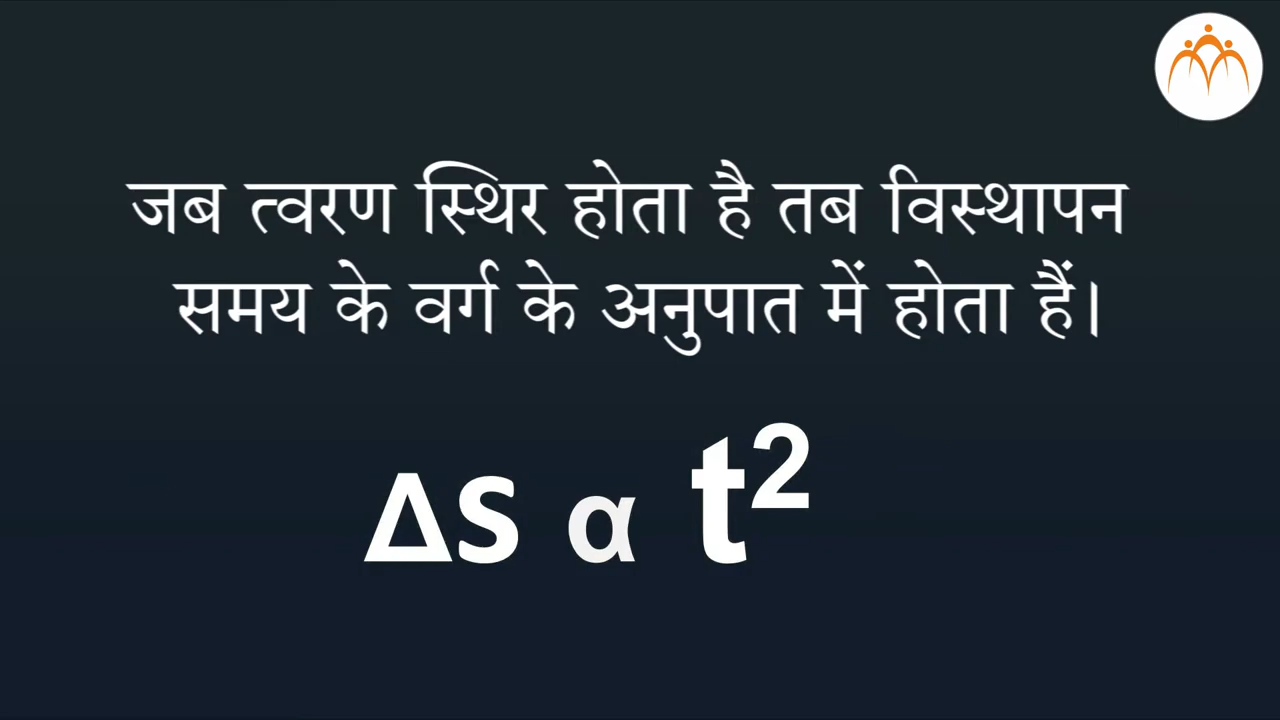 जब त्वरण स्थिर होता है तब विस्थापन
समय के वर्ग के अनुपात में होता हैं।
ΔS α t²